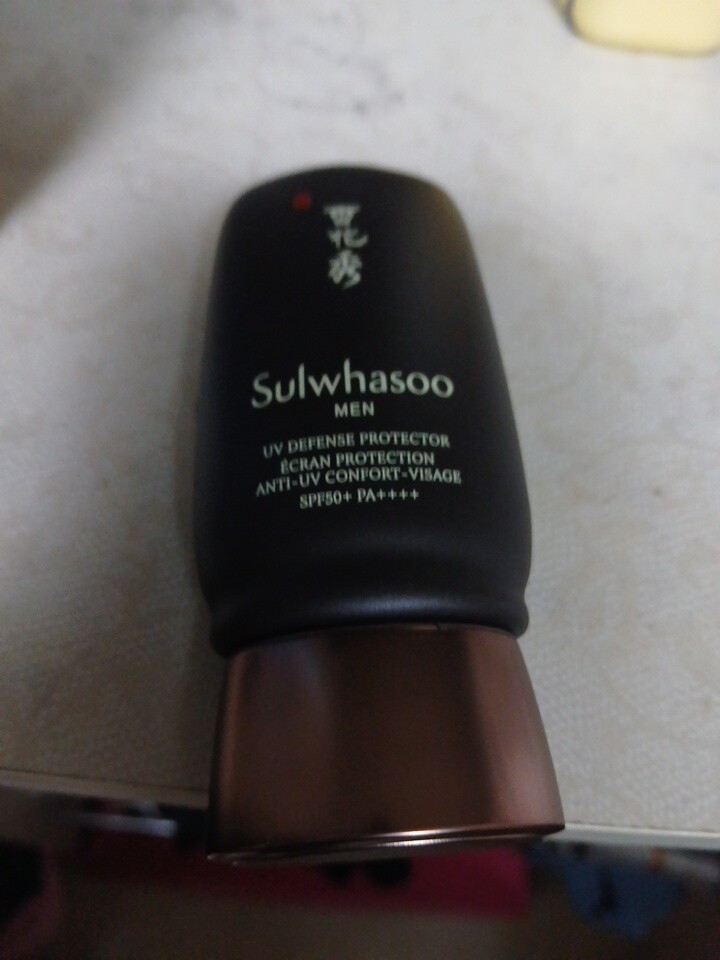 雪花秀
Sulwhasoo
MEN
UV DEFENSE PROTECTOR
ÉCRAN PROTECTION
ANTI-UV CONFORT-VISAGE
SPF50+ PA++++